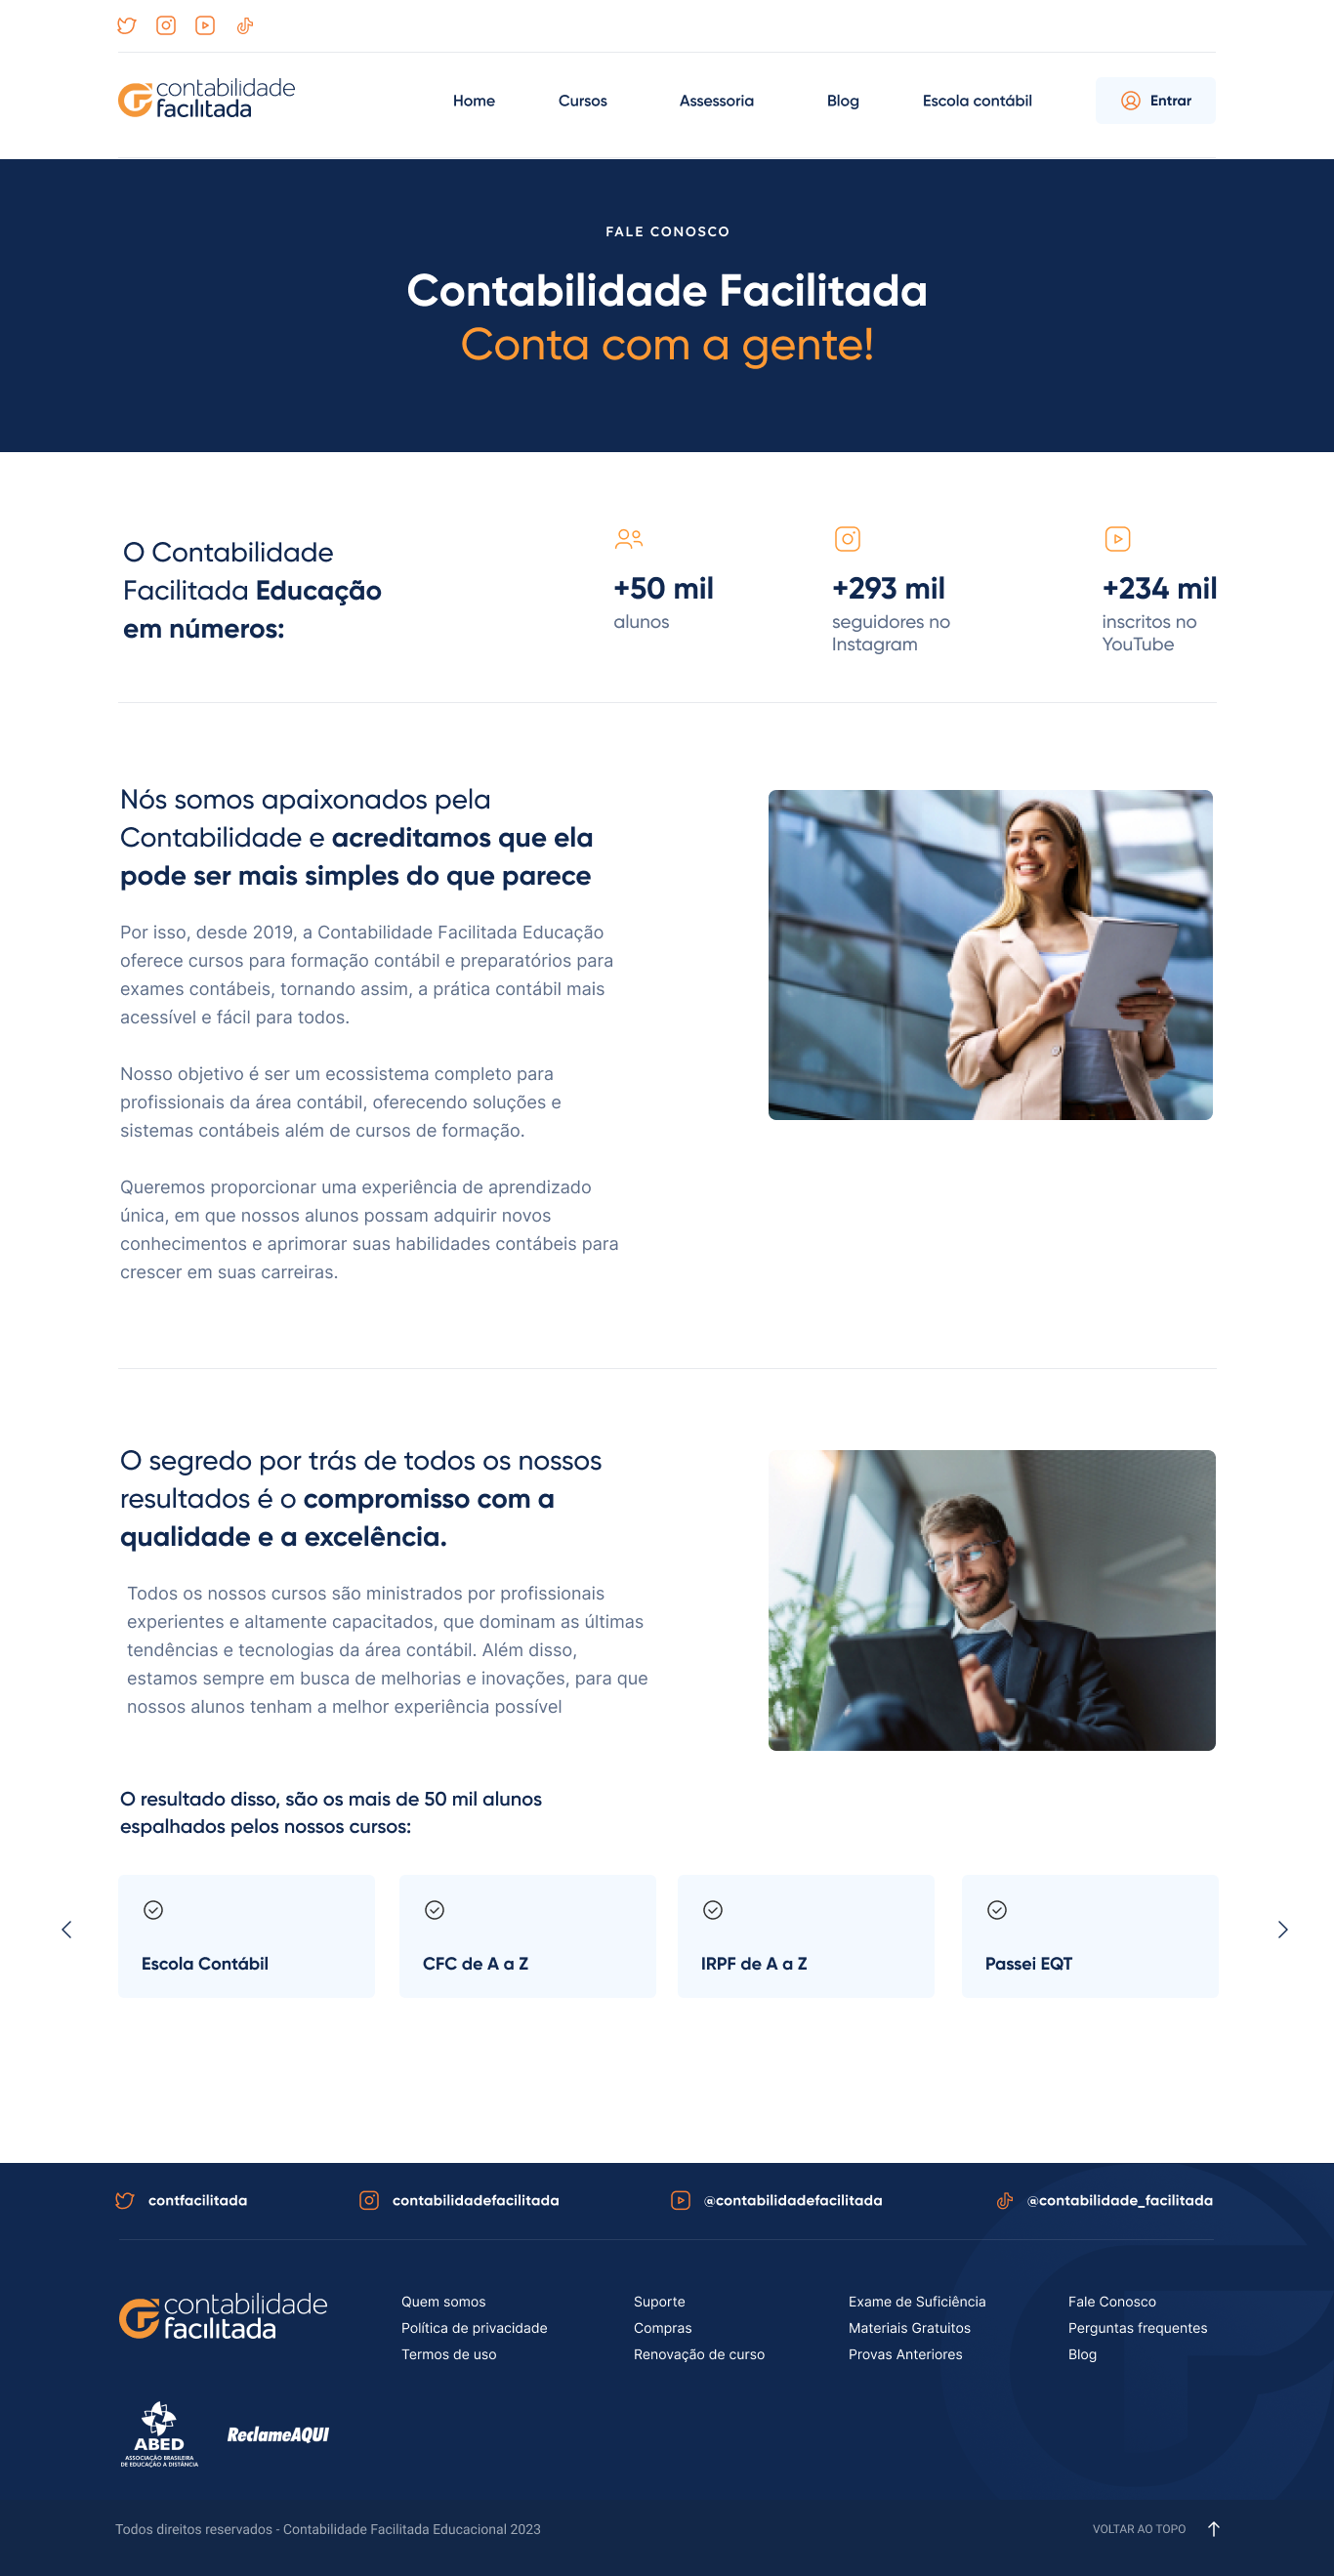 contabilidade
facilitada
Home
Cursos
Assessoria
Blog
Escola contábil
Entrar
FALE CONOSCO
Contabilidade Facilitada
Conta com a gente!
O Contabilidade
Facilitada Educação
em números:
+50 mil
alunos
+293 mil
seguidores no
Instagram
+234 mil
inscritos no
YouTube
Nós somos apaixonados pela
Contabilidade e acreditamos que ela
pode ser mais simples do que parece
Por isso, desde 2019, a Contabilidade Facilitada Educação
oferece cursos para formação contábil e preparatórios para
exames contábeis, tornando assim, a prática contábil mais
acessível e fácil para todos.
Nosso objetivo é ser um ecossistema completo para
profissionais da área contábil, oferecendo soluções e
sistemas contábeis além de cursos de formação.
Queremos proporcionar uma experiência de aprendizado
única, em que nossos alunos possam adquirir novos
conhecimentos e aprimorar suas habilidades contábeis para
crescer em suas carreiras.
O segredo por trás de todos os nossos
resultados é o compromisso com a
qualidade e a excelência.
Todos os nossos cursos são ministrados por profissionais
experientes e altamente capacitados, que dominam as últimas
tendências e tecnologias da área contábil. Além disso,
estamos sempre em busca de melhorias e inovações, para que
nossos alunos tenham a melhor experiência possível
O resultado disso, são os mais de 50 mil alunos
espalhados pelos nossos cursos:
Escola Contábil
CFC de A a Z
IRPF de A a Z
Passei EQT
contfacilitada
contabilidadefacilitada
@contabilidadefacilitada
@contabilidade_facilitada
contabilidade
facilitada
Quem somos
Política de privacidade
Termos de uso
Suporte
Compras
Renovação de curso
Exame de Suficiência
Materiais Gratuitos
Provas Anteriores
Fale Conosco
Perguntas frequentes
Blog
ABED
ASSOCIAÇÃO BRASILEIRA
DE EDUCAÇÃO A DISTÂNCIA
ReclameAQUI
Todos direitos reservados - Contabilidade Facilitada Educacional 2023
VOLTAR AO TOPO